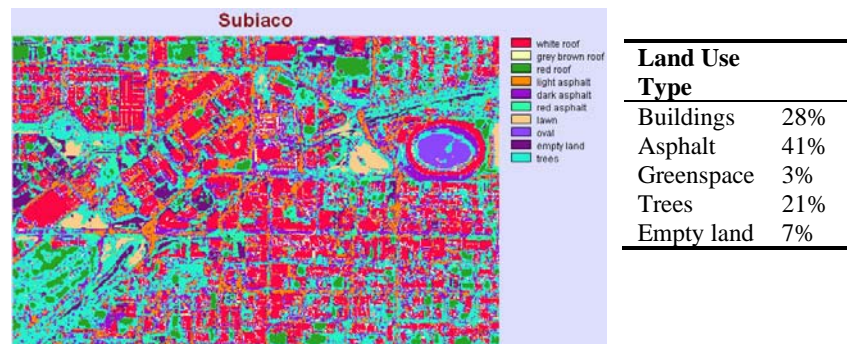 Subiaco
white roof
grey brown roof
red roof
light asphalt
dark asphalt
red asphalt
lawn
oval
empty land
trees
Land Use
Type
Buildings 28%
Asphalt 41%
Greenspace 3%
Trees 21%
Empty land 7%